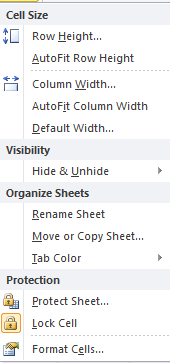 Cell Size
Row Height...
AutoFit Row Height
Column Width...
AutoFit Column Width
Default Width...
Visibility
Hide & Unhide
Organize Sheets
Rename Sheet
Move or Copy Sheet...
Tab Color
Protection
Protect Sheet...
Lock Cell
Format Cells...